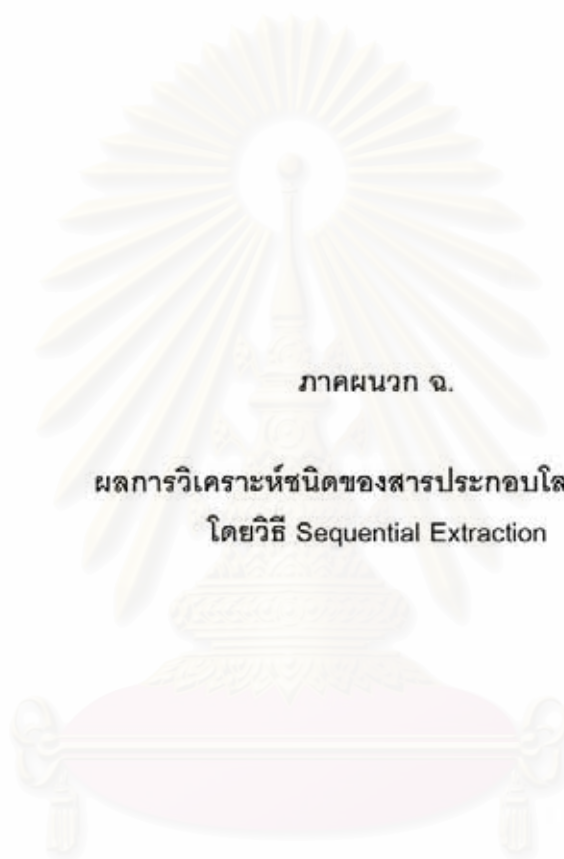 ภาคผนวก ฉ.
ผลการวิเคราะห์ชนิดของสารประกอบ
โดยวิธี Sequential Extraction